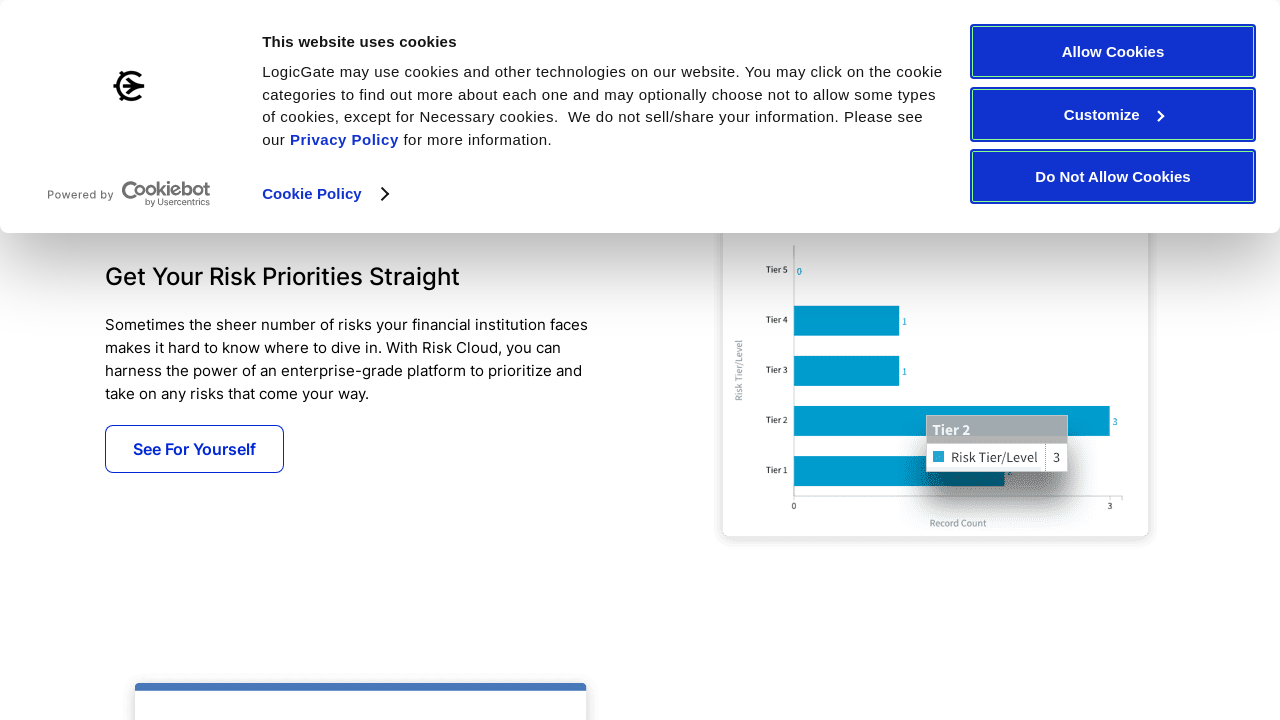 This website uses cookies
LogicGate may use cookies and other technologies on our website. You may click on the cookie
categories to find out more about each one and may optionally choose not to allow some types
of cookies, except for Necessary cookies.  We do not sell/share your information. Please see
our Privacy Policy for more information.
Cookie Policy
Powered by Cookiebot
by Usercentrics
Allow Cookies
Customize
Do Not Allow Cookies
Get Your Risk Priorities Straight
Sometimes the sheer number of risks your financial institution faces
makes it hard to know where to dive in. With Risk Cloud, you can
harness the power of an enterprise-grade platform to prioritize and
take on any risks that come your way.
See For Yourself
Risk Tier/Level
Tier 5 0
Tier 4 1
Tier 3 1
Tier 2 3
Tier 2
Risk Tier/Level 3
Tier 1
0 3
Record Count